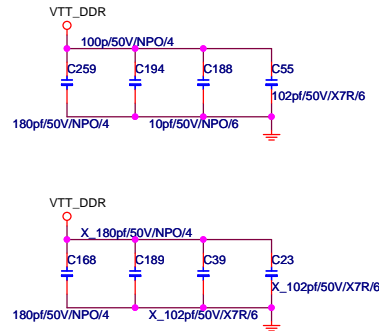 VTT_DDR
100p/50V/NPO/4
C259 C194 C188 C55
102pf/50V/X7R/6
180pf/50V/NPO/4 10pf/50V/NPO/6
VTT_DDR
X_180pf/50V/NPO/4
C168 C189 C39 C23
X_102pf/50V/X7R/6
180pf/50V/NPO/4 X_102pf/50V/X7R/6